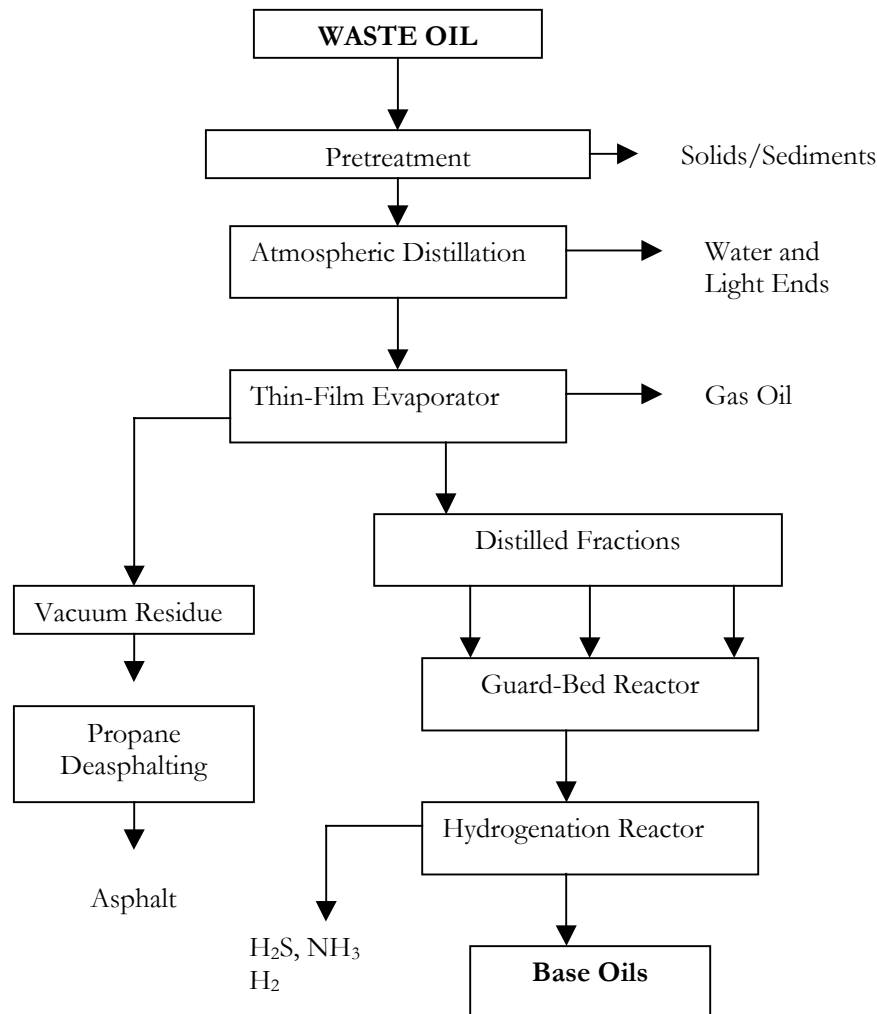 WASTE OIL
Pretreatment
Solids/Sediments
Atmospheric Distillation
Water and
Light Ends
Thin-Film Evaporator
Gas Oil
Distilled Fractions
Vacuum Residue
Guard-Bed Reactor
Propane
Deasphalting
Hydrogenation Reactor
Asphalt
H₂S, NH₃
H₂
Base Oils